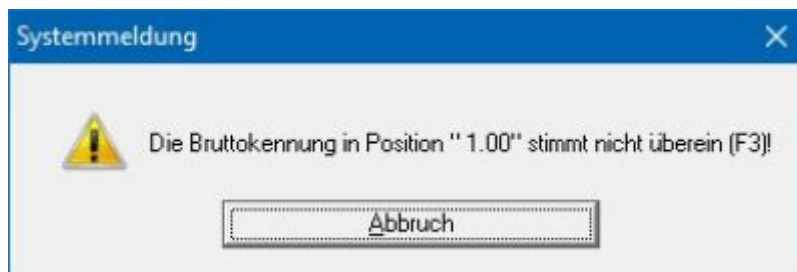 Systemmeldung
Die Bruttokennung in Position " 1.00" stimmt nicht überein (F3)!
Abbruch